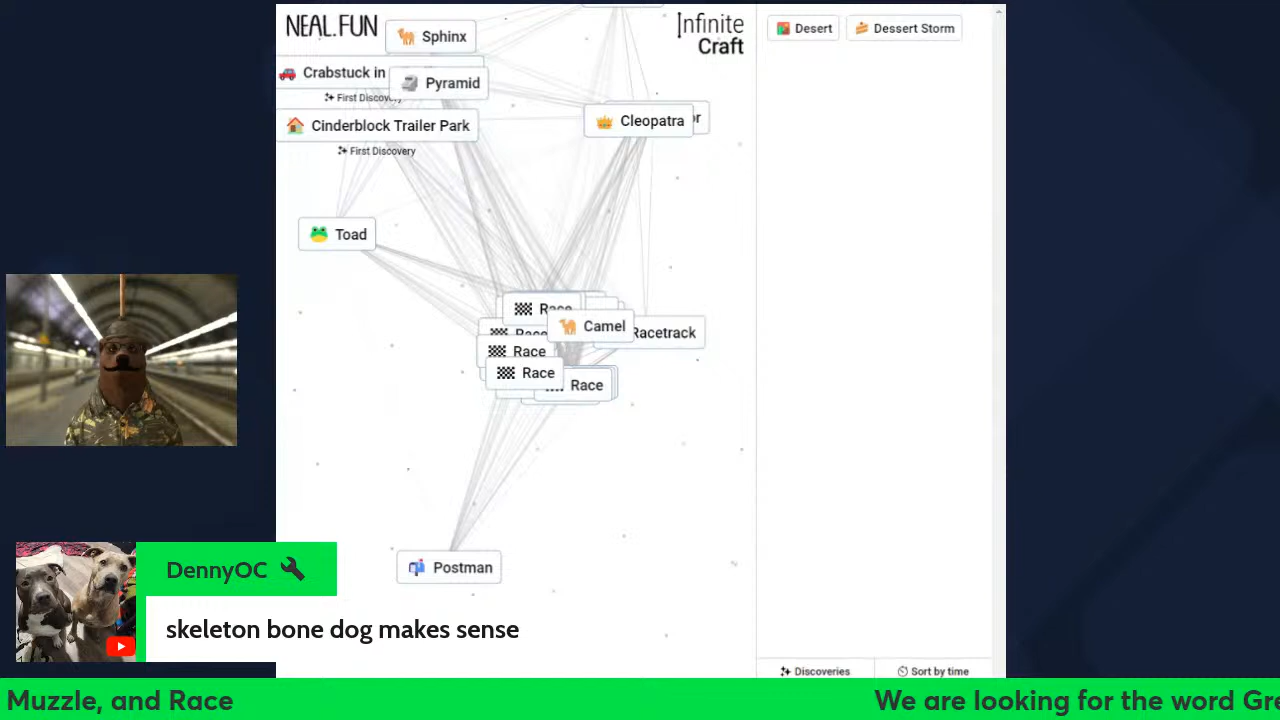 NEAL.FUN
Infinite
Craft
Sphinx
Crabstuck in
Pyramid
First Discovery
Cinderblock Trailer Park
First Discovery
Cleopatra
or
Toad
Race
Camel
Race
Racetrack
Race
Race
Race
Postman
Desert
Dessert Storm
Discoveries
Sort by time
DennyOC
skeleton bone dog makes sense
Muzzle, and Race
We are looking for the word Gre